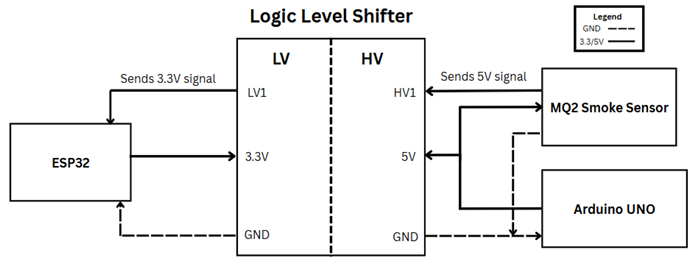 Logic Level Shifter
Legend
GND
3.3/5V
LV
HV
Sends 3.3V signal
Sends 5V signal
LV1
HV1
MQ2 Smoke Sensor
ESP32
3.3V
5V
Arduino UNO
GND
GND